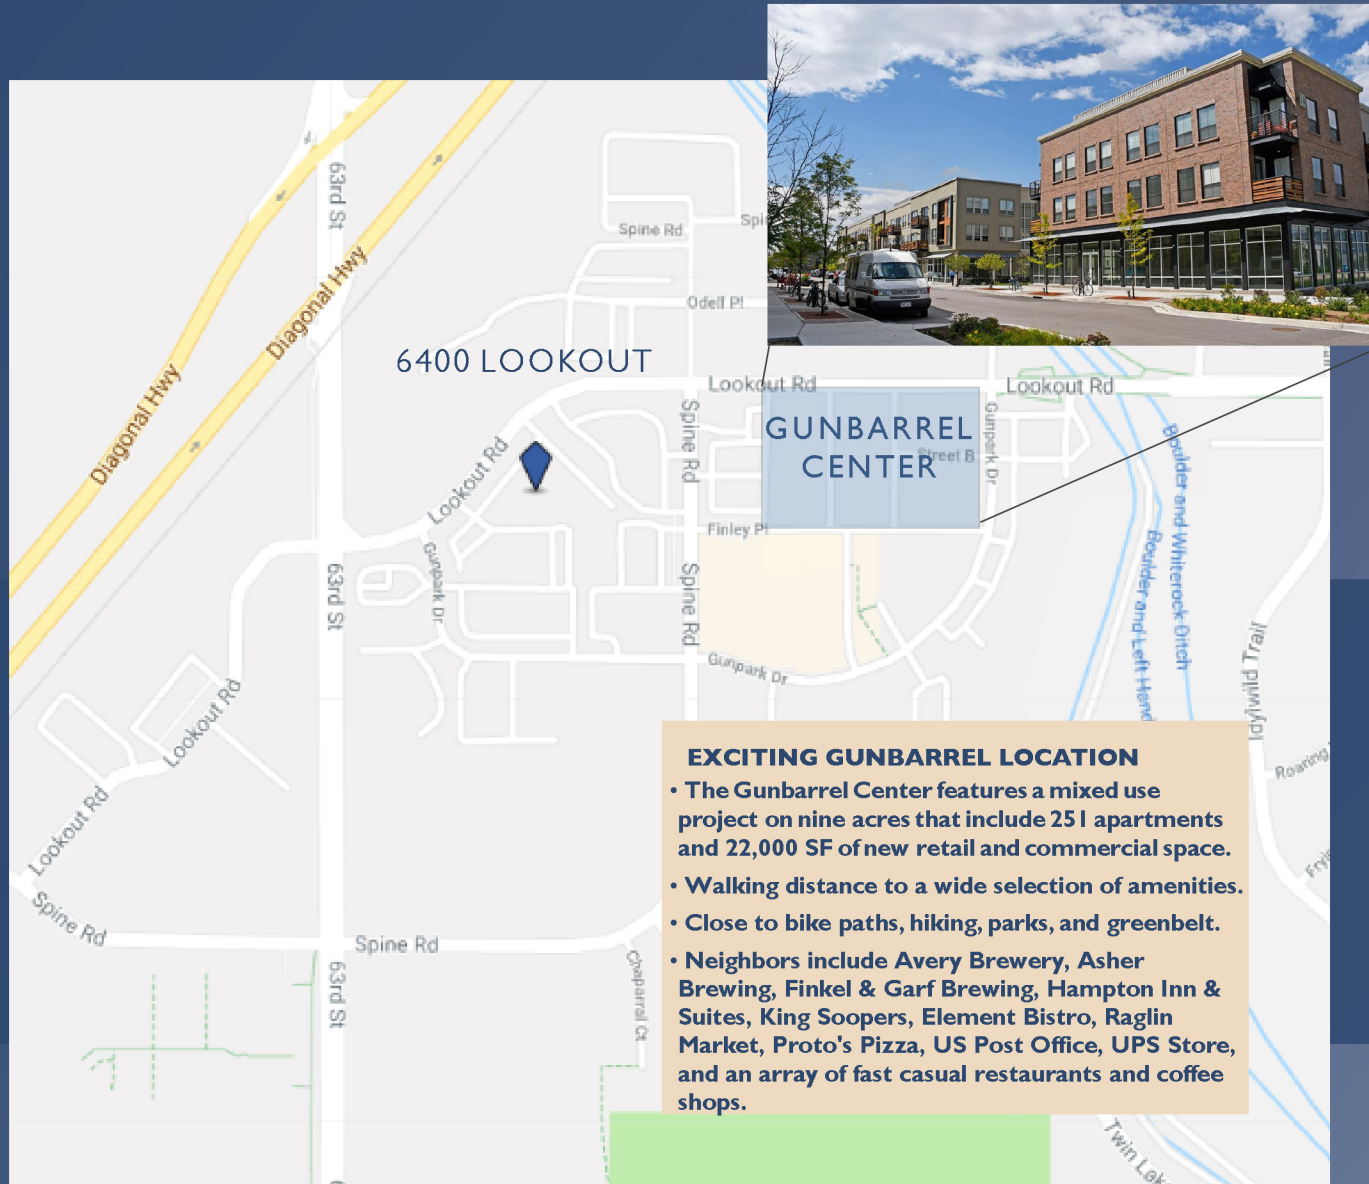 63rd St
Diagonal Hwy
Diagonal Hwy
Spine Rd
Odell Pl
6400 LOOKOUT
Lookout Rd
Lookout Rd
Spine Rd
GUNBARREL
CENTER
Street B
Gunpark Dr
Lookout Rd
Finley Pl
Gunpark Dr
63rd St
Spine Rd
Gunpark Dr
Boulder and Whiterock Ditch
Boulder and Left Hand
Idylwild Trail
Lookout Rd
Lookout Rd
Roaring
Spine Rd
Spine Rd
63rd St
Chaparral Ct
EXCITING GUNBARREL LOCATION
• The Gunbarrel Center features a mixed use
project on nine acres that include 251 apartments
and 22,000 SF of new retail and commercial space.
• Walking distance to a wide selection of amenities.
• Close to bike paths, hiking, parks, and greenbelt.
• Neighbors include Avery Brewery, Asher
Brewing, Finkel & Garf Brewing, Hampton Inn &
Suites, King Soopers, Element Bistro, Raglin
Market, Proto's Pizza, US Post Office, UPS Store,
and an array of fast casual restaurants and coffee
shops.
Twin Lak